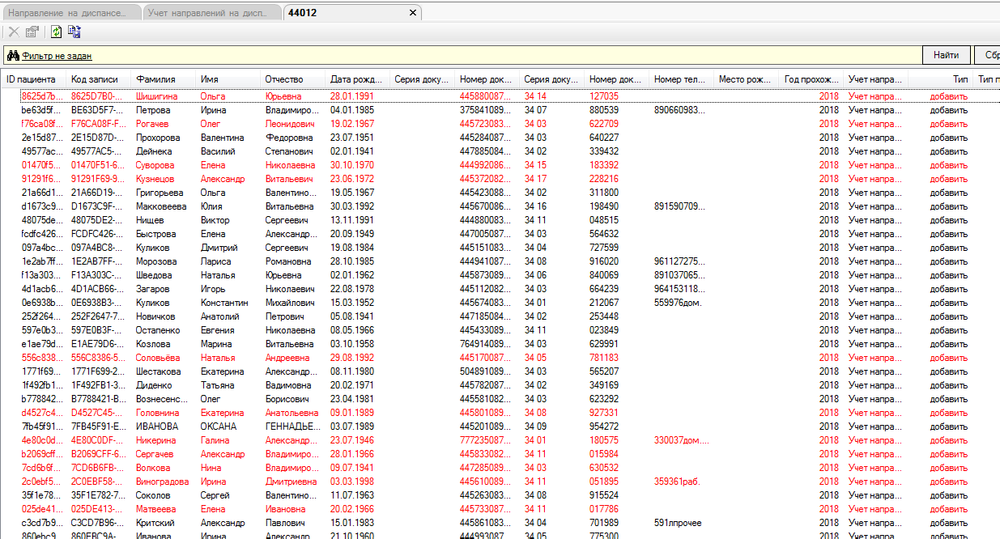 Направление на диспансе... Учет направлений на дисп... 44012
Фильтр не задан Найти Сбр
ID пациента Код записи Фамилия Имя Отчество Дата рожд... Серия доку... Номер док... Серия доку... Номер док... Номер тел... Место рож... Год прохож... Учет напра... Тип Тип п
8625d7b... 8625D7B0-... Шишигина Ольга Юрьевна 28.01.1991 445880087... 34 14 127035 2018 Учет напра... добавить
be63d5f... BE63D5F7-... Петрова Ирина Владимиро... 04.01.1985 375841089... 34 07 880539 890660983... 2018 Учет напра... добавить
f76ca08f... F76CA08F-F... Рогачев Олег Леонидович 19.02.1967 445723083... 34 03 622709 2018 Учет напра... добавить
2e15d87... 2E15D87D-... Прохорова Валентина Федоровна 23.07.1951 445284087... 34 03 640227 2018 Учет напра... добавить
49577ac... 49577AC5-... Дейнека Василий Степанович 02.01.1941 447885084... 34 02 339432 2018 Учет напра... добавить
01470f5... 01470F51-6... Суворова Елена Николаевна 30.10.1970 444992086... 34 15 183392 2018 Учет напра... добавить
91291f6... 91291F69-9... Кузнецов Александр Витальевич 23.06.1972 445372082... 34 17 228216 2018 Учет напра... добавить
21a66d1... 21A66D19-... Григорьева Ольга Валентино... 19.05.1967 445423088... 34 02 311800 2018 Учет напра... добавить
d1673c9... D1673C9F-... Макковеева Юлия Витальевна 30.03.1992 445670086... 34 16 198490 891590709... 2018 Учет напра... добавить
48075de... 48075DE2-... Нищев Виктор Сергеевич 13.11.1991 444880083... 34 11 048515 2018 Учет напра... добавить
fcdfc426... FCDFC426-... Быстрова Елена Александр... 20.09.1949 447005087... 34 03 564632 2018 Учет напра... добавить
097a4bc... 097A4BC8-... Куликов Дмитрий Сергеевич 19.08.1984 445151083... 34 04 727599 2018 Учет напра... добавить
1e2ab7ff... 1E2AB7FF-... Морозова Лариса Романовна 28.10.1985 444941087... 34 08 916020 961127275... 2018 Учет напра... добавить
f13a303... F13A303C-... Шведова Наталья Юрьевна 02.01.1962 445873089... 34 06 840069 891037065... 2018 Учет напра... добавить
4d1acb6... 4D1ACB66-... Загаров Игорь Николаевич 22.08.1978 445112082... 34 03 664239 964153118... 2018 Учет напра... добавить
0e6938b... 0E6938B3-... Куликов Константин Михайлович 15.03.1952 445674083... 34 01 212067 559976дом. 2018 Учет напра... добавить
252f264... 252F2647-7... Новичков Анатолий Петрович 05.08.1941 447185084... 34 02 253448 2018 Учет напра... добавить
597e0b3... 597E0B3F-... Остапенко Евгения Николаевна 08.05.1966 445433089... 34 11 023849 2018 Учет напра... добавить
e1ae79d... E1AE79D6-... Козлова Марина Витальевна 03.10.1958 764914089... 34 03 629991 2018 Учет напра... добавить
556c838... 556C8386-5... Соловьёва Наталья Андреевна 29.08.1992 445170087... 34 05 781183 2018 Учет напра... добавить
1771f69... 1771F699-2... Шестакова Екатерина Александр... 08.11.1980 504891089... 34 03 565207 2018 Учет напра... добавить
1f492fb1... 1F492FB1-3... Диденко Татьяна Вадимовна 20.02.1971 445782087... 34 02 349169 2018 Учет напра... добавить
b778842... B7788421-B... Вознесенс... Олег Борисович 23.04.1981 445581082... 34 03 623292 2018 Учет напра... добавить
d4527c4... D4527C45-... Головнина Екатерина Анатольевна 09.01.1989 445801089... 34 08 927331 2018 Учет напра... добавить
7fb45f91... 7FB45F91-E... ИВАНОВА ОКСАНА ГЕННАДЬЕ... 03.07.1989 445201089... 34 09 954272 2018 Учет напра... добавить
4e80c0d... 4E80C0DF-... Никерина Галина Александр... 23.07.1946 777235087... 34 01 180575 330037дом.... 2018 Учет напра... добавить
b2069cff... B2069CFF-6... Сергачев Александр Владимиро... 28.01.1966 445833082... 34 11 015984 2018 Учет напра... добавить
7cd6b6f... 7CD6B6FB-... Волкова Нина Владимиро... 09.07.1941 447285089... 34 03 630532 2018 Учет напра... добавить
2c0ebf5... 2C0EBF58-... Виноградова Ирина Дмитриевна 03.03.1998 445610089... 34 11 051895 359361раб. 2018 Учет напра... добавить
35f1e78... 35F1E782-7... Соколов Сергей Валентино... 11.07.1963 445263083... 34 08 915524 2018 Учет напра... добавить
025de41... 025DE413-... Матвеева Елена Ивановна 20.02.1966 445733087... 34 11 017786 2018 Учет напра... добавить
c3cd7b9... C3CD7B96-... Критский Александр Павлович 15.01.1983 445861083... 34 04 701989 591лпрочее 2018 Учет напра... добавить
860ebc9... 860EBC9A-... Иванова Ирина Александр... 21.10.1960 444993087... 34 05 775300 2018 Учет напра... добавить